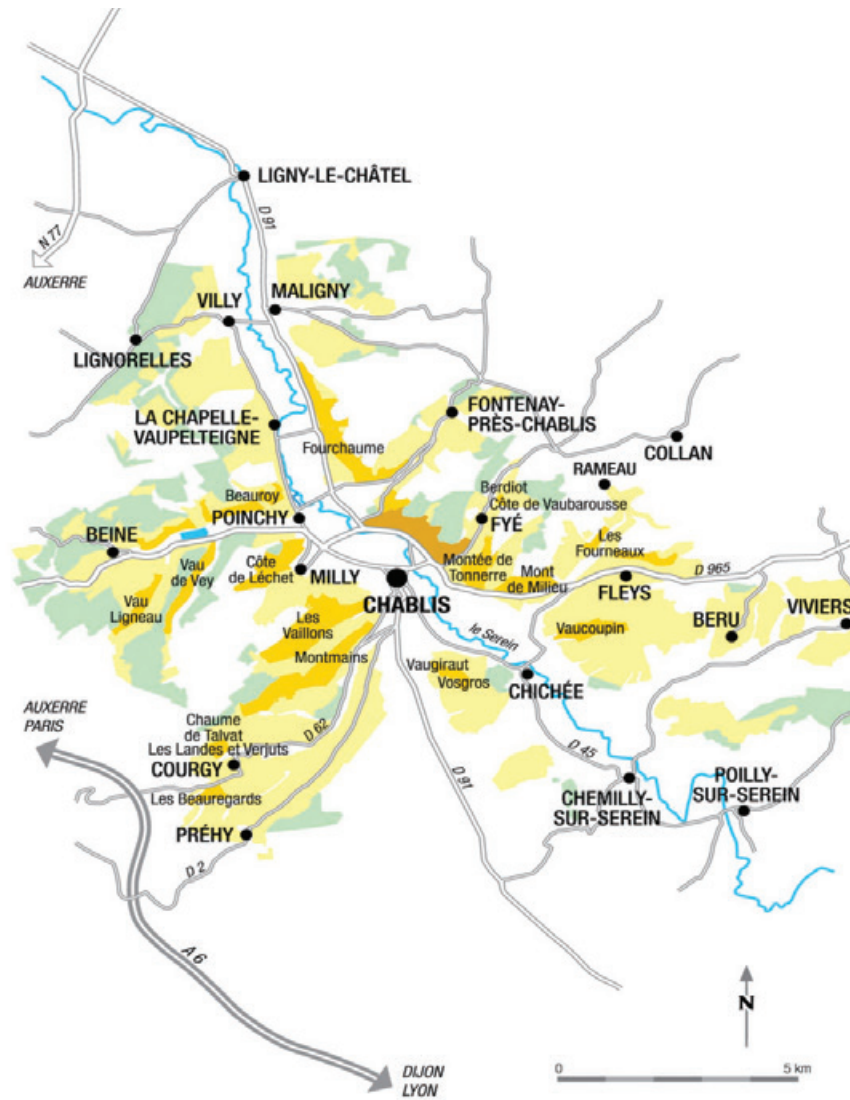 LIGNY-LE-CHÂTEL
D 91
N 77
AUXERRE
MALIGNY
VILLY
LIGNORELLES
FONTENAY-
PRÈS-CHABLIS
LA CHAPELLE-
VAUPELTEIGNE
COLLAN
Fourchaume
RAMEAU
Berdiot
Côte de Vaubarousse
Beauroy
POINCHY
FYÉ
BEINE
Les
Fourneaux
Montée de
Tonnerre
Vau
de Vey
Côte
de Léchet
MILLY
Mont
de Milieu
D 965
FLEYS
CHABLIS
Vau
Ligneau
Les
Vaillons
VIVIERS
BERU
Vaucoupin
le Serein
Montmains
Vaugiraut
Vosgros
CHICHÉE
AUXERRE
PARIS
Chaume
de Talvat
Les Landes et Verjuts
D 62
COURGY
D 45
D 91
POILLY-
SUR-SEREIN
CHEMILLY-
SUR-SEREIN
Les Beauregards
PRÉHY
D 2
A 6
N
DIJON
LYON
0
5 km